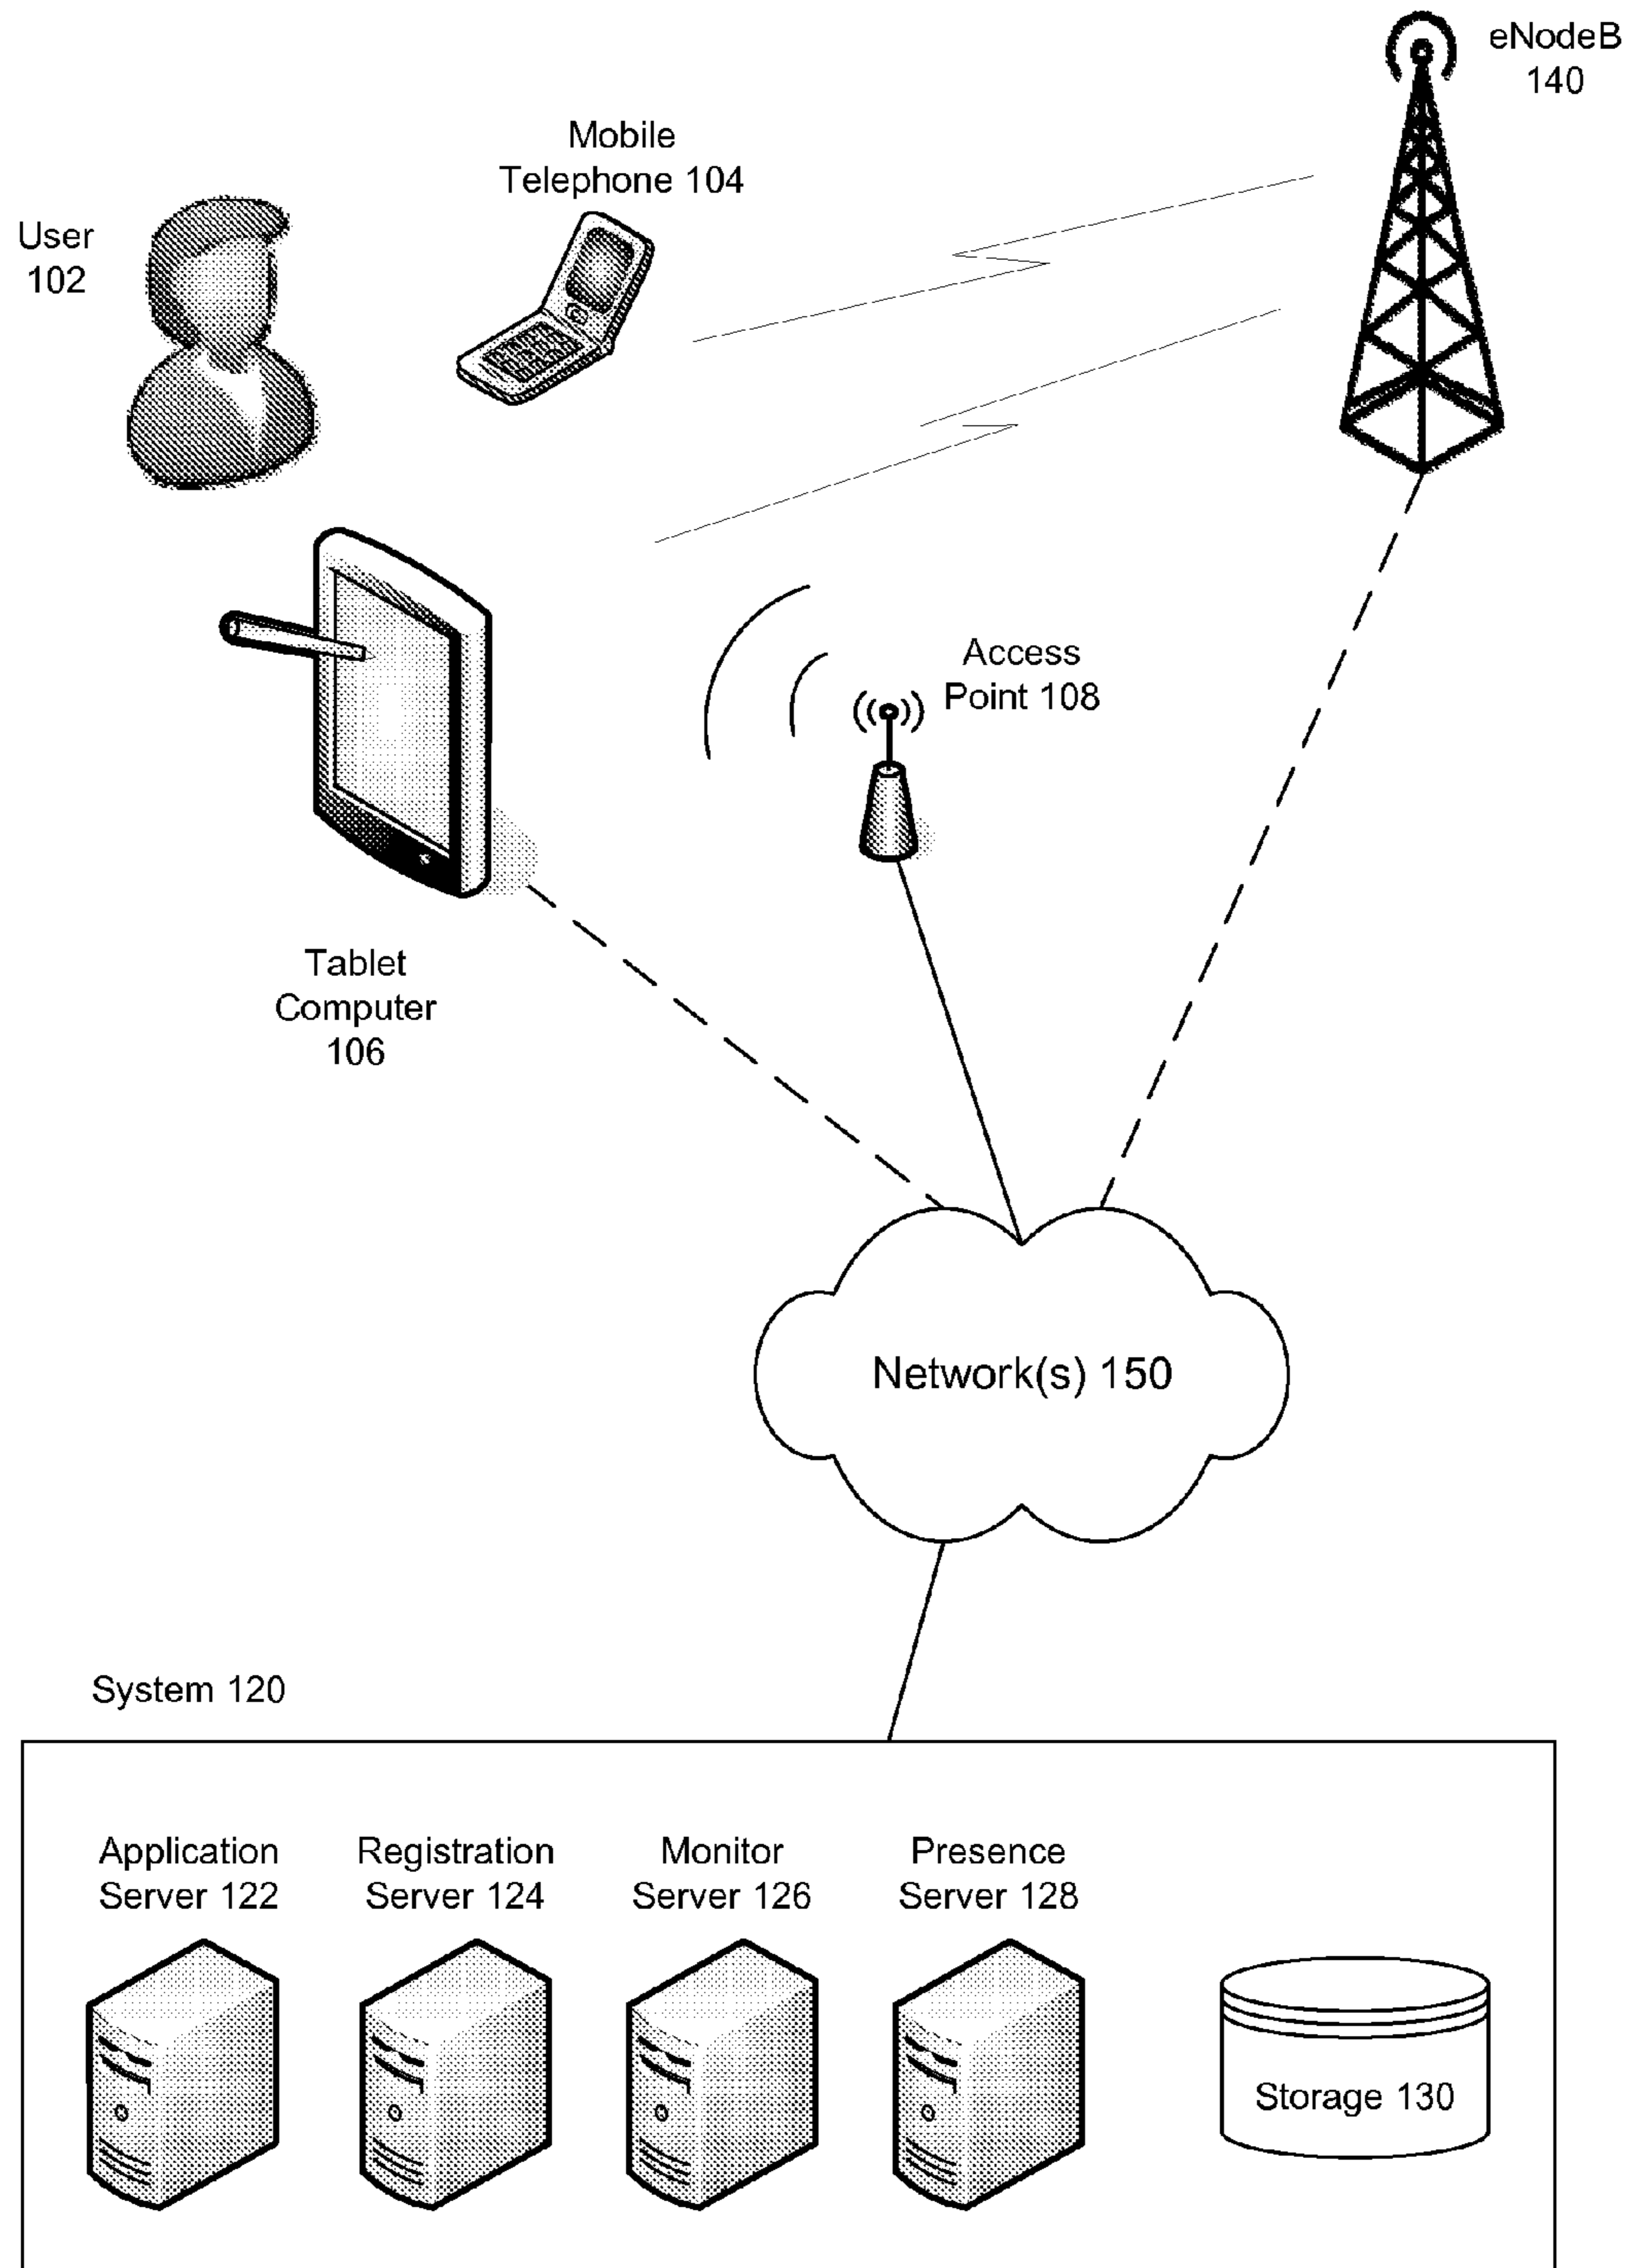 eNodeB
140
Mobile
Telephone 104
User
102
Access
Point 108
Tablet
Computer
106
Network(s) 150
System 120
Application
Server 122
Registration
Server 124
Monitor
Server 126
Presence
Server 128
Storage 130